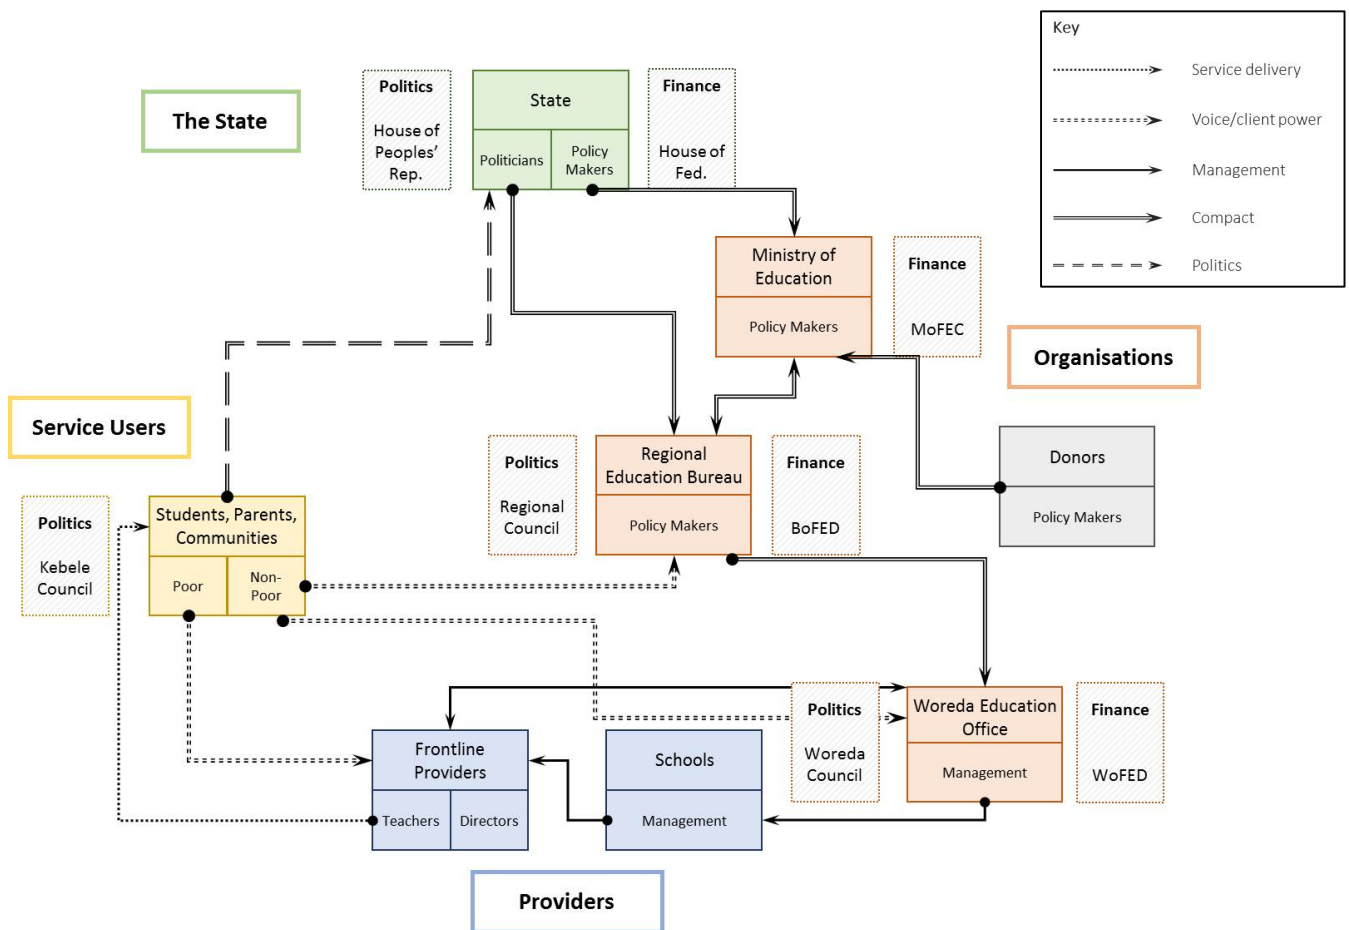 Key
Service delivery
Voice/client power
Management
Compact
Politics
The State
Politics
House of
Peoples'
Rep.
State
Politicians
Policy
Makers
Finance
House of
Fed.
Ministry of
Education
Policy Makers
Finance
MoFEC
Organisations
Service Users
Politics
Regional
Council
Regional
Education Bureau
Policy Makers
Finance
BoFED
Donors
Policy Makers
Politics
Kebele
Council
Students, Parents,
Communities
Poor
Non-
Poor
Frontline
Providers
Teachers
Directors
Schools
Management
Politics
Woreda
Council
Woreda Education
Office
Management
Finance
WoFED
Providers